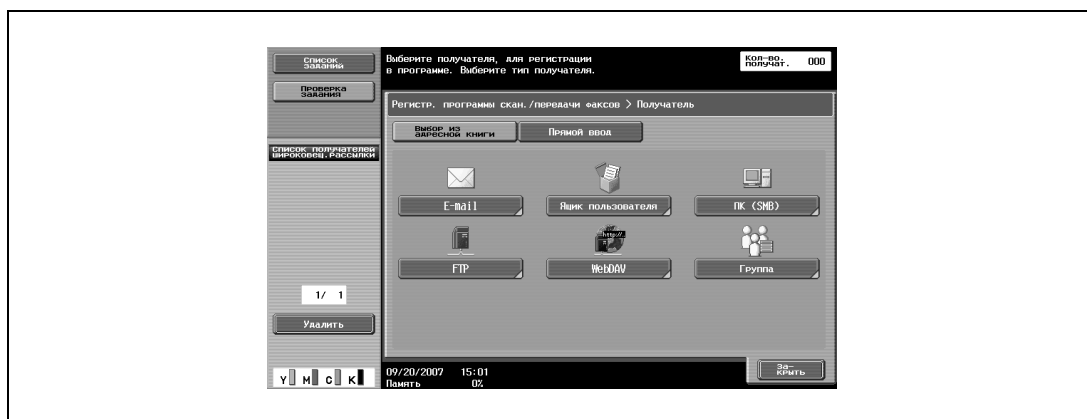 Список
заданий
Проверка
задания
Список получателей
широковещ.рассылки
1/ 1
Удалить
Y M C K
Выберите получателя, для регистрации
в программе. Выберите тип получателя.
Кол-во.
получат. 000
Регистр. программы скан./передачи факсов > Получатель
Выбор из
адресной книги
Прямой ввод
E-mail
Ящик пользователя
ПК (SMB)
http://
FTP
WebDAV
Группа
09/20/2007 15:01
Память 0%
За-
крыть